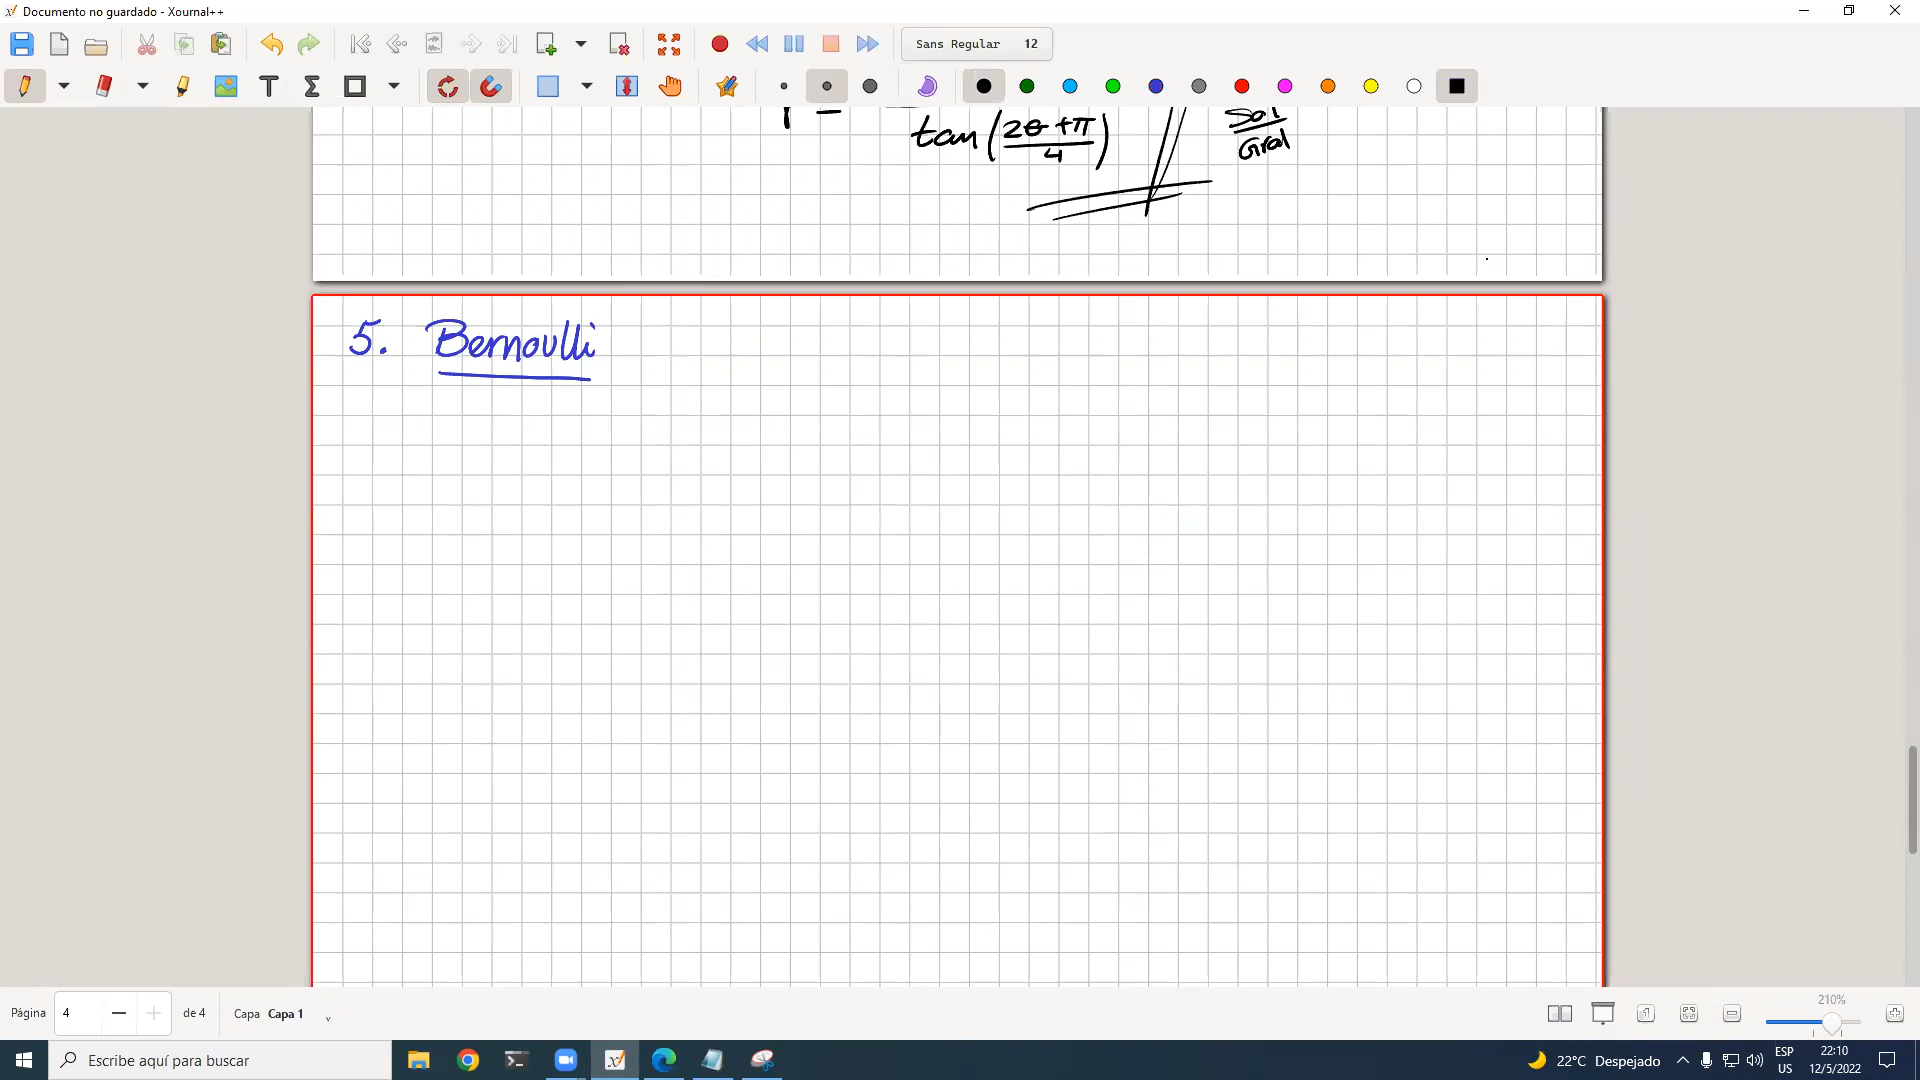 Documento no guardado - Xournal++
Sans Regular 12
tan(2θ+π/4)
Sol
Gral
5. Bernoulli
Página 4 de 4 Capa Capa 1
210%
Escribe aquí para buscar
22°C Despejado
ESP
US
22:10
12/5/2022